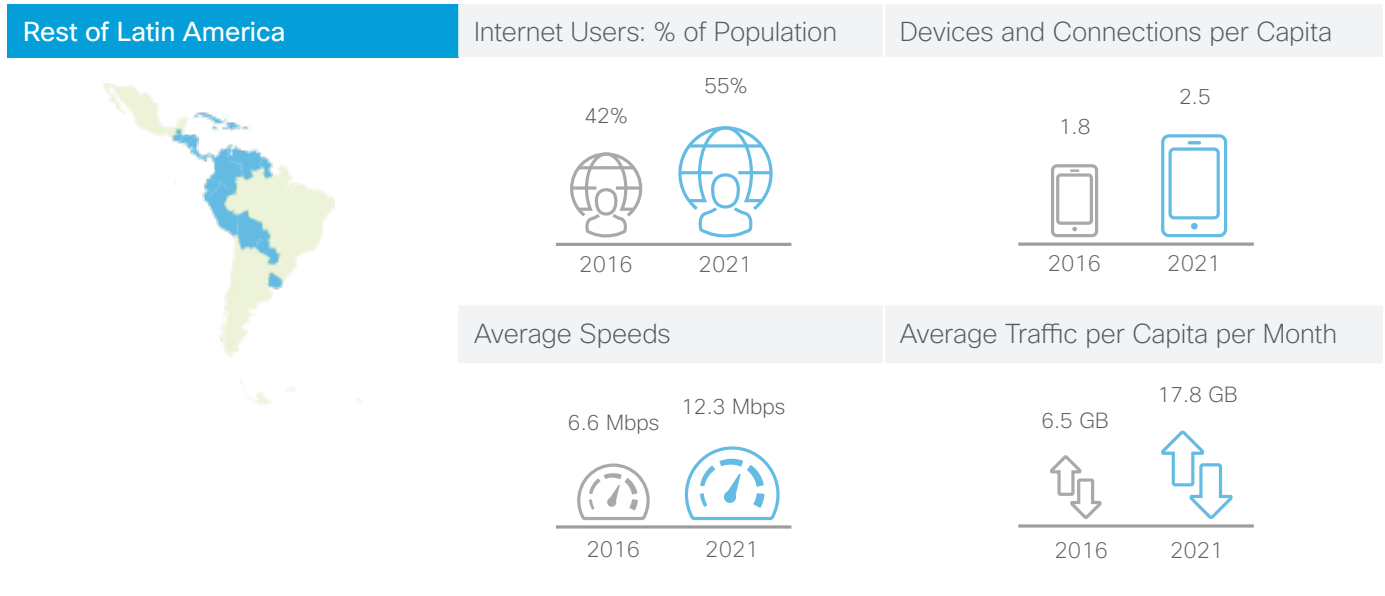 Rest of Latin America
Internet Users: % of Population
42%
55%
2016
2021
Devices and Connections per Capita
1.8
2.5
2016
2021
Average Speeds
6.6 Mbps
12.3 Mbps
2016
2021
Average Traffic per Capita per Month
6.5 GB
17.8 GB
2016
2021